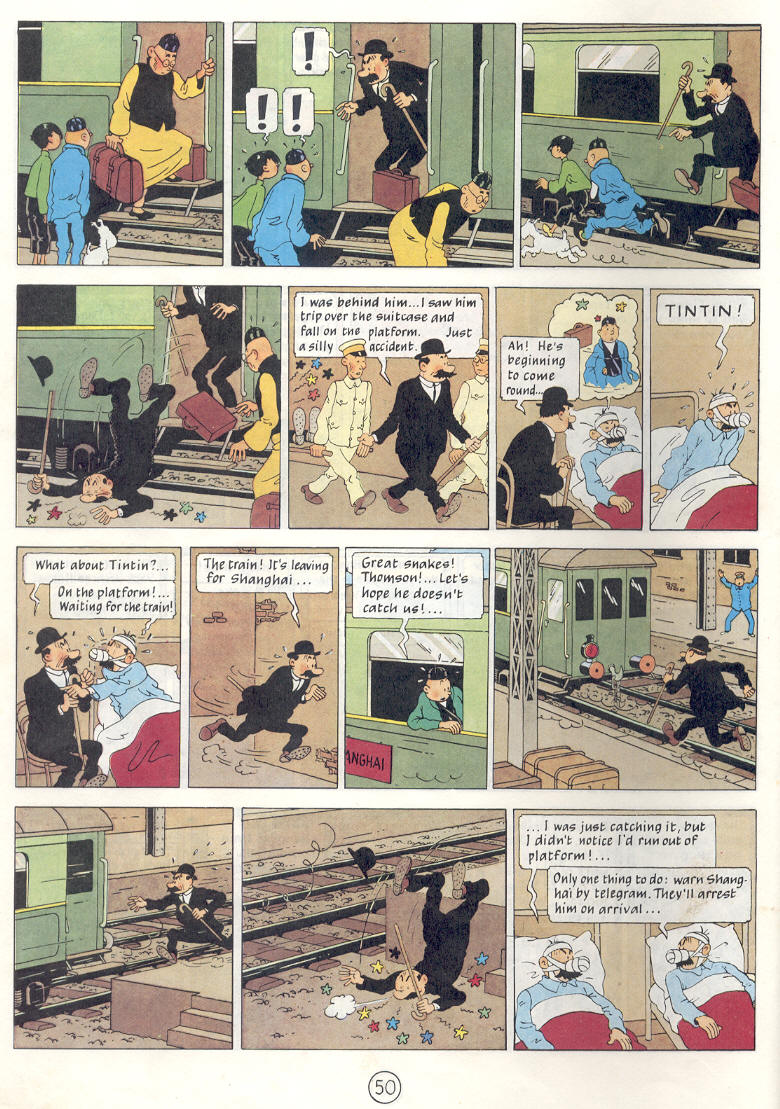 !
! !
I was behind him... I saw him
trip over the suitcase and
fall on the platform. Just
a silly accident.
Ah! He's
beginning
to come
round...
TINTIN!
What about Tintin?...
On the platform!...
Waiting for the train!
The train! It's leaving
for Shanghai...
Great snakes!
Thomson!... Let's
hope he doesn't
catch us!...
ANGHAI
... I was just catching it, but
I didn't notice I'd run out of
platform!...
Only one thing to do: warn Shang-
hai by telegram. They'll arrest
him on arrival...
50